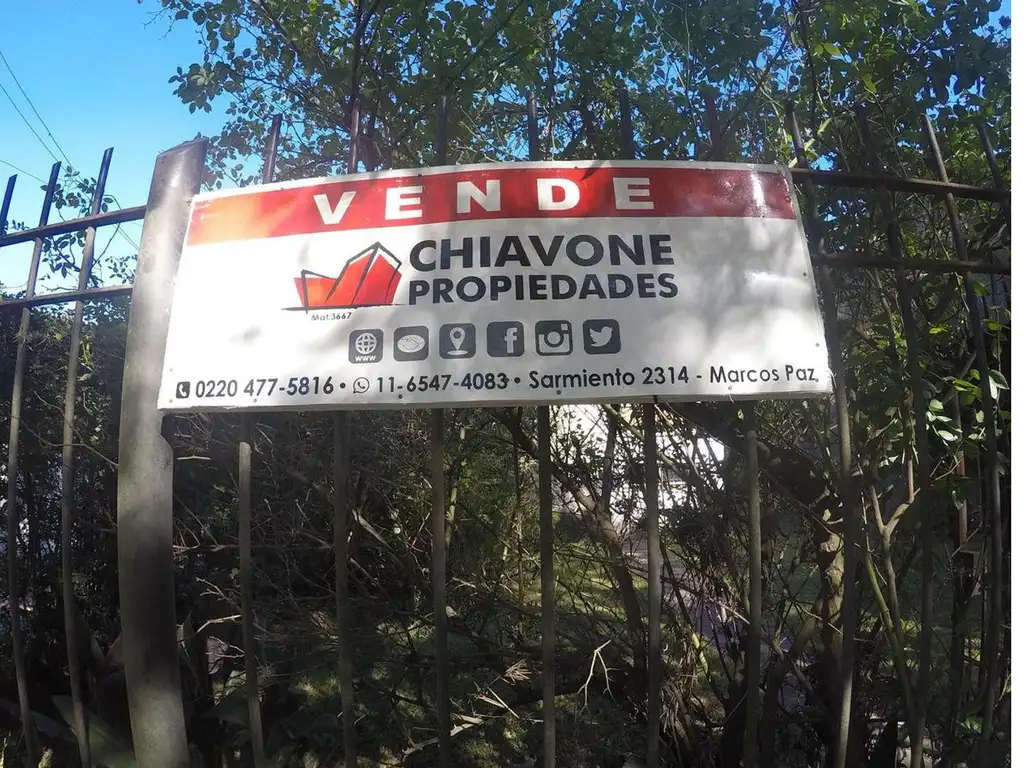 VENDE
CHIAVONE
PROPIEDADES
Mat.3667
www
0220 477-5816 • 11-6547-4083 • Sarmiento 2314 - Marcos Paz